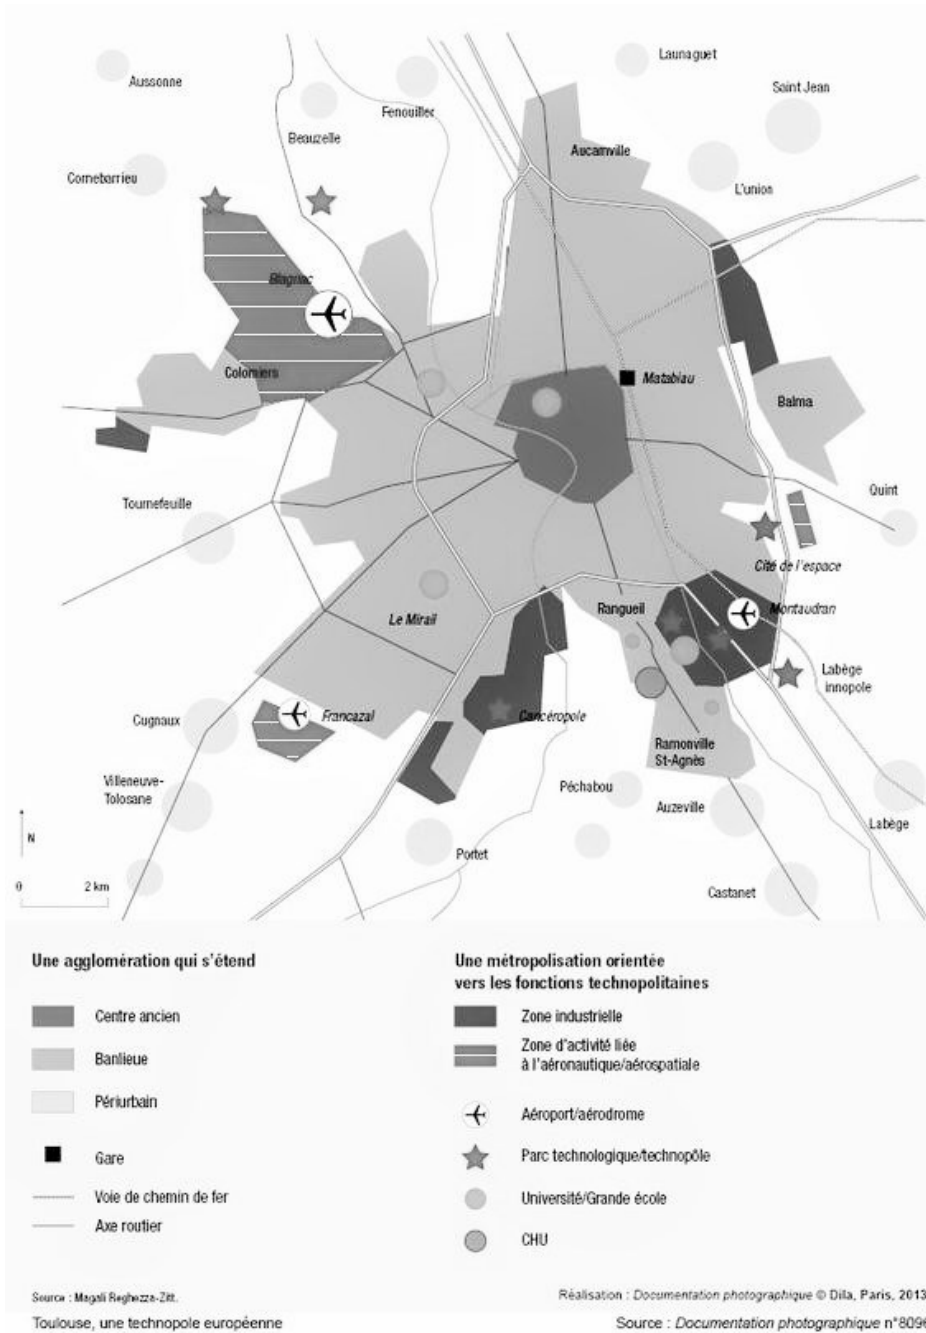 Launaguet
Aussonne
Saint Jean
Fenouiller
Beauzelle
Aucamville
Cornebarrieu
L'union
Blagnac
Colomiers
Matabiau
Balma
Tournefeuille
Quint
Cité de l'espace
Le Mirail
Rangueil
Montaudran
Labège
innopole
Cugnaux
Francazal
Cancéropole
Ramonville
St-Agnès
Villeneuve-
Tolosane
Péchabou
Auzeville
Labège
N
Portet
0 2 km
Castanet
Une agglomération qui s'étend
Centre ancien
Banlieue
Périurbain
Gare
Voie de chemin de fer
Axe routier
Une métropolisation orientée
vers les fonctions technopolitaines
Zone industrielle
Zone d'activité liée
à l'aéronautique/aérospatiale
Aéroport/aérodrome
Parc technologique/technopôle
Université/Grande école
CHU
Source : Magali Reghezza-Zitt.
Réalisation : Documentation photographique © Dila, Paris, 2013
Toulouse, une technopole européenne
Source : Documentation photographique n°8096